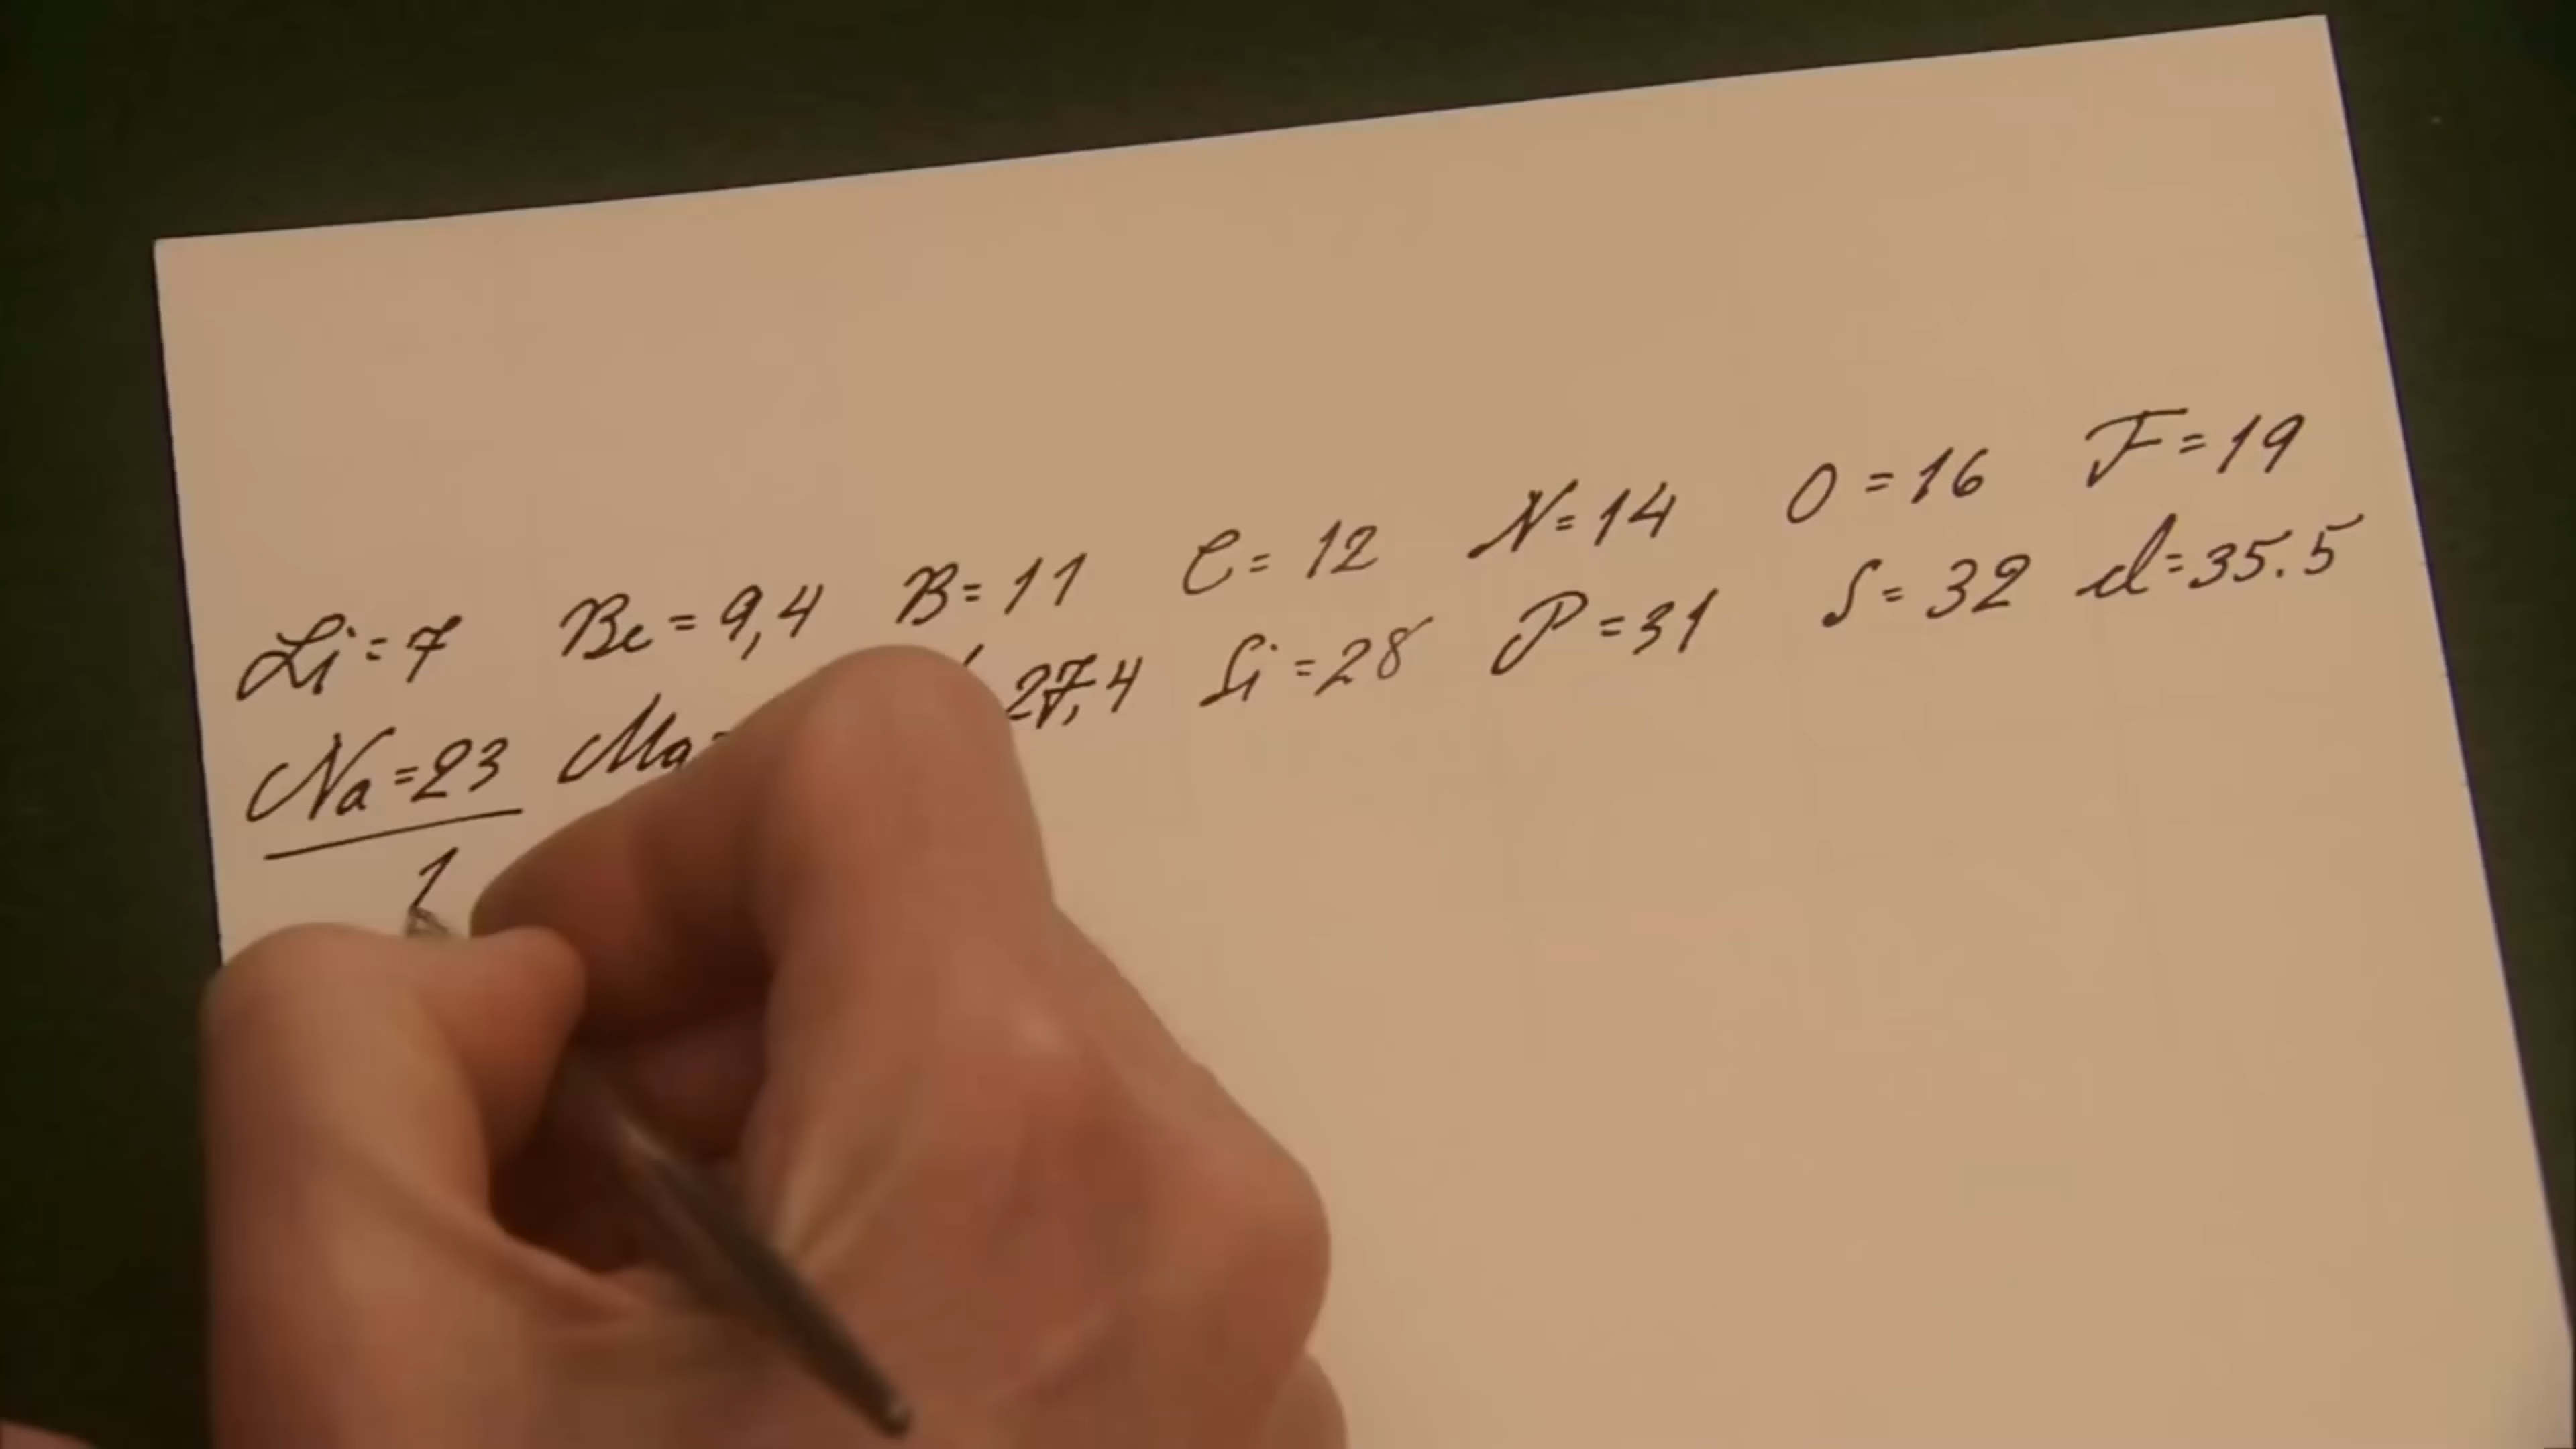 Li=7 Be=9,4 B=11 C=12 N=14 O=16 F=19
Na=23 27,4 Si=28 P=31 S=32 Cl=35.5
1